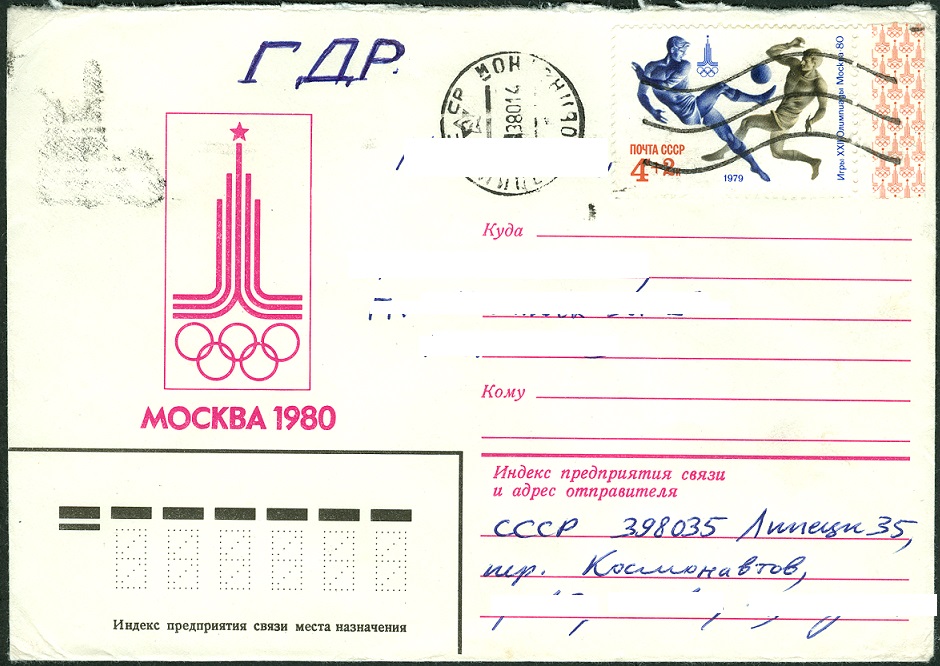 ГДР.
ПОЧТА СССР
4+2к
1979
Игры XXII Олимпиады Москва 80
Куда
МОСКВА 1980
Кому
Индекс предприятия связи
и адрес отправителя
СССР 398035 Липецк 35,
пр. Космонавтов,
Индекс предприятия связи места назначения